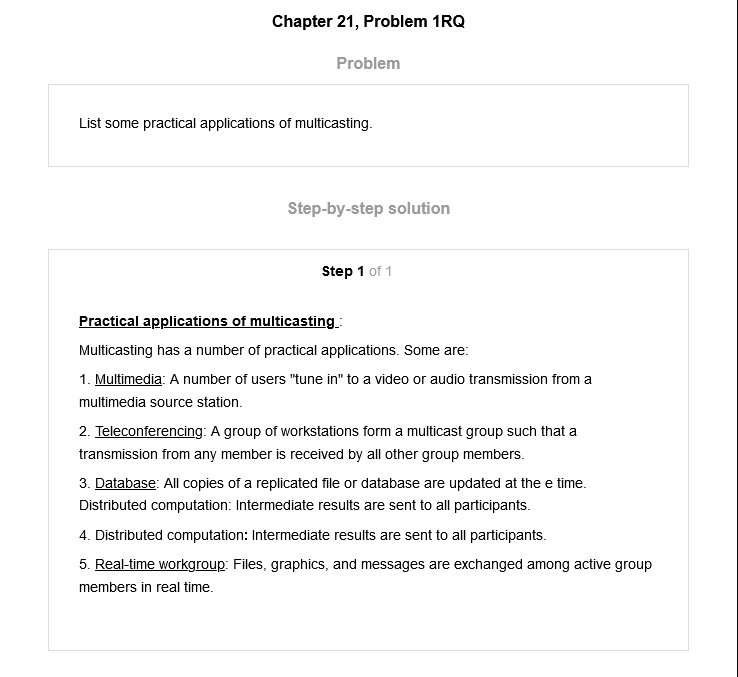 Chapter 21, Problem 1RQ
Problem
List some practical applications of multicasting.
Step-by-step solution
Step 1 of 1
Practical applications of multicasting :
Multicasting has a number of practical applications. Some are:
1. Multimedia: A number of users "tune in" to a video or audio transmission from a
multimedia source station.
2. Teleconferencing: A group of workstations form a multicast group such that a
transmission from any member is received by all other group members.
3. Database: All copies of a replicated file or database are updated at the e time.
Distributed computation: Intermediate results are sent to all participants.
4. Distributed computation: Intermediate results are sent to all participants.
5. Real-time workgroup: Files, graphics, and messages are exchanged among active group
members in real time.